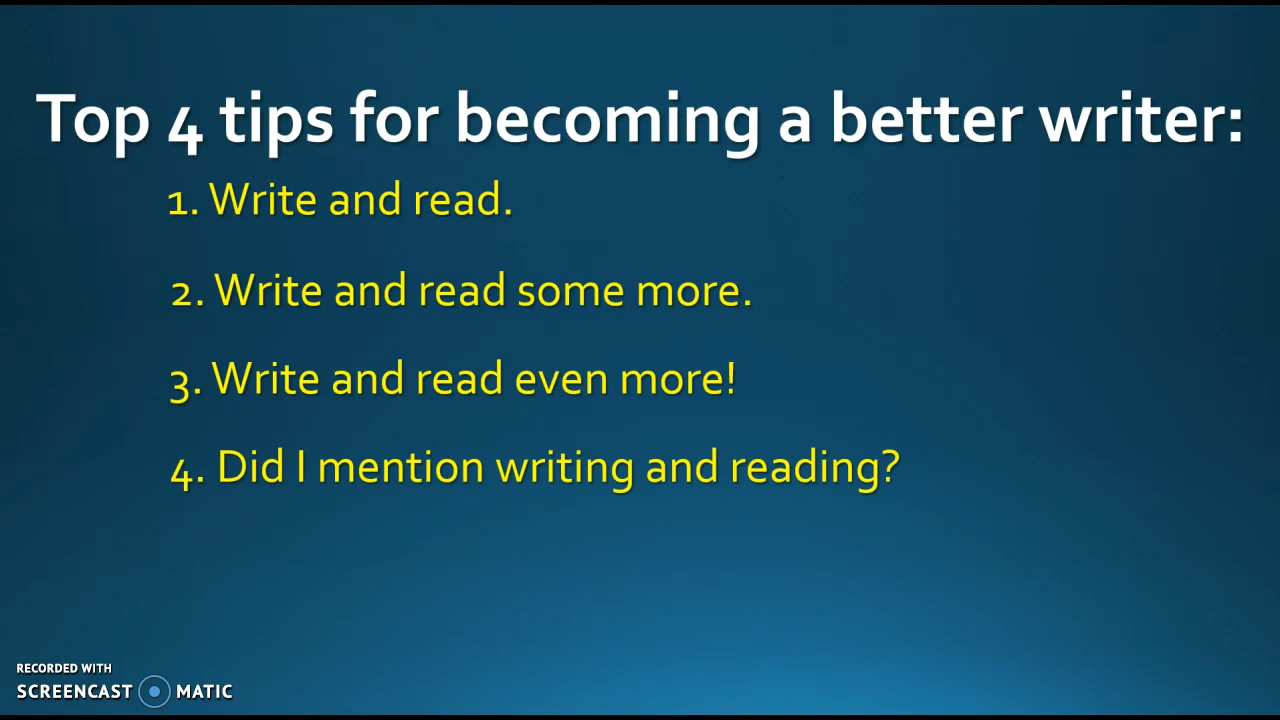 Top 4 tips for becoming a better writer:
1. Write and read.
2. Write and read some more.
3. Write and read even more!
4. Did I mention writing and reading?
RECORDED WITH
SCREENCAST MATIC